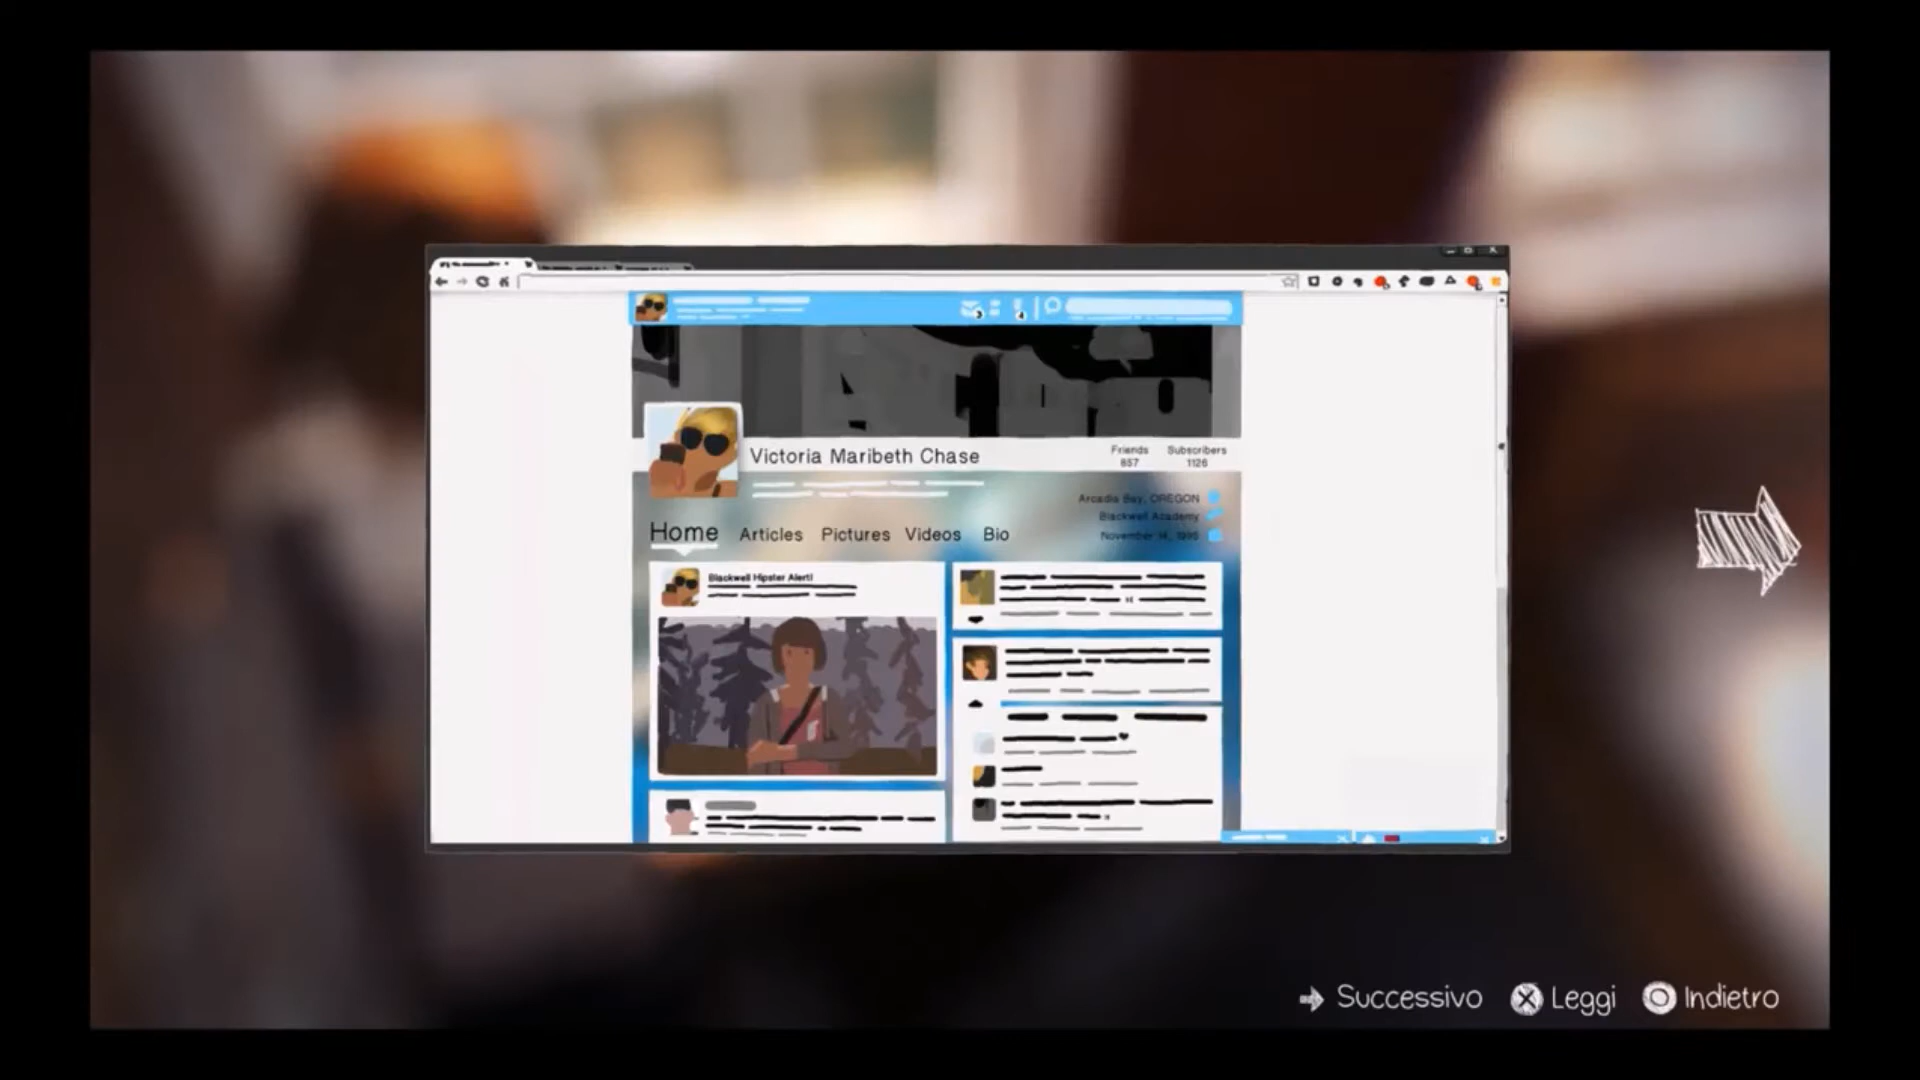 Victoria Maribeth Chase
Friends
857
Subscribers
1126
Arcadia Bay, OREGON
Blackwell Academy
Home Articles Pictures Videos Bio
Blackwell Hipster Alert!
Successivo
Leggi
Indietro